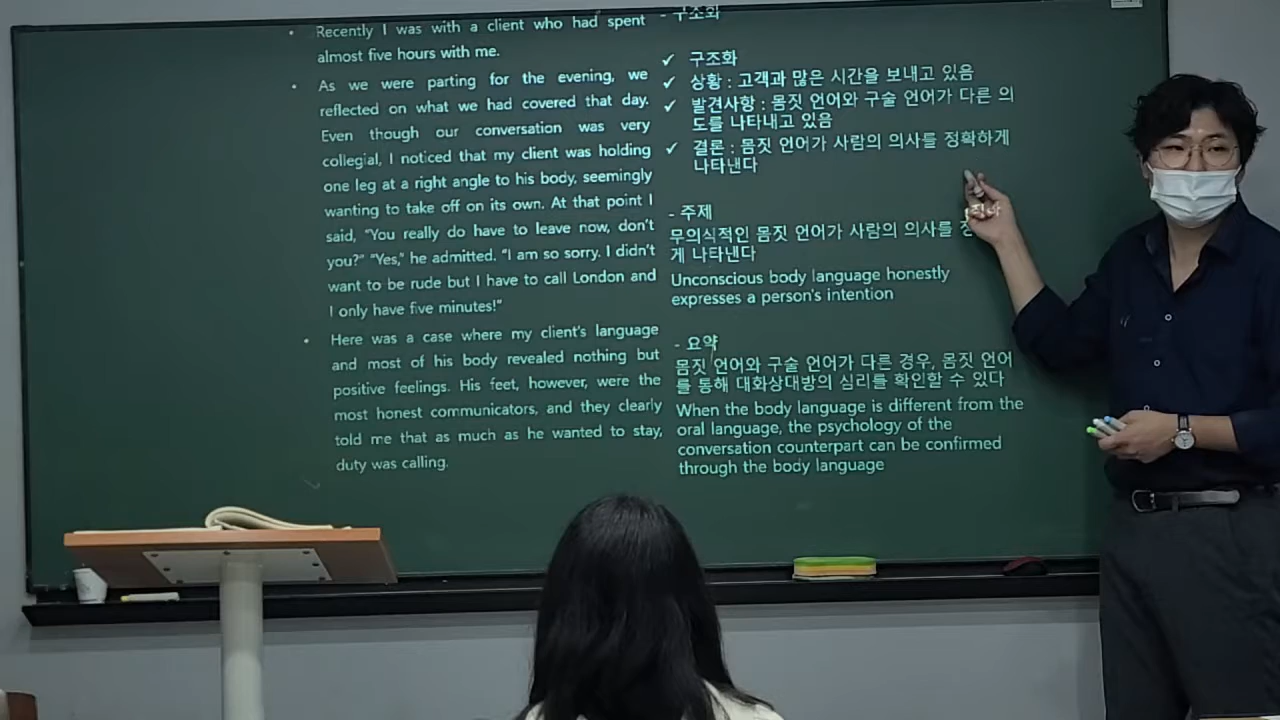 • Recently I was with a client who had spent
almost five hours with me.
• As we were parting for the evening, we
reflected on what we had covered that day.
Even though our conversation was very
collegial, I noticed that my client was holding
one leg at a right angle to his body, seemingly
wanting to take off on its own. At that point I
said, “You really do have to leave now, don’t
you?” “Yes,” he admitted. “I am so sorry. I didn’t
want to be rude but I have to call London and
I only have five minutes!”
• Here was a case where my client’s language
and most of his body revealed nothing but
positive feelings. His feet, however, were the
most honest communicators, and they clearly
told me that as much as he wanted to stay,
duty was calling.
- 구조화
✓ 구조화
✓ 상황 : 고객과 많은 시간을 보내고 있음
✓ 발견사항 : 몸짓 언어와 구술 언어가 다른 의
도를 나타내고 있음
✓ 결론 : 몸짓 언어가 사람의 의사를 정확하게
나타낸다
- 주제
무의식적인 몸짓 언어가 사람의 의사를
게 나타낸다
Unconscious body language honestly
expresses a person's intention
- 요약
몸짓 언어와 구술 언어가 다른 경우, 몸짓 언어
를 통해 대화상대방의 심리를 확인할 수 있다
When the body language is different from the
oral language, the psychology of the
conversation counterpart can be confirmed
through the body language